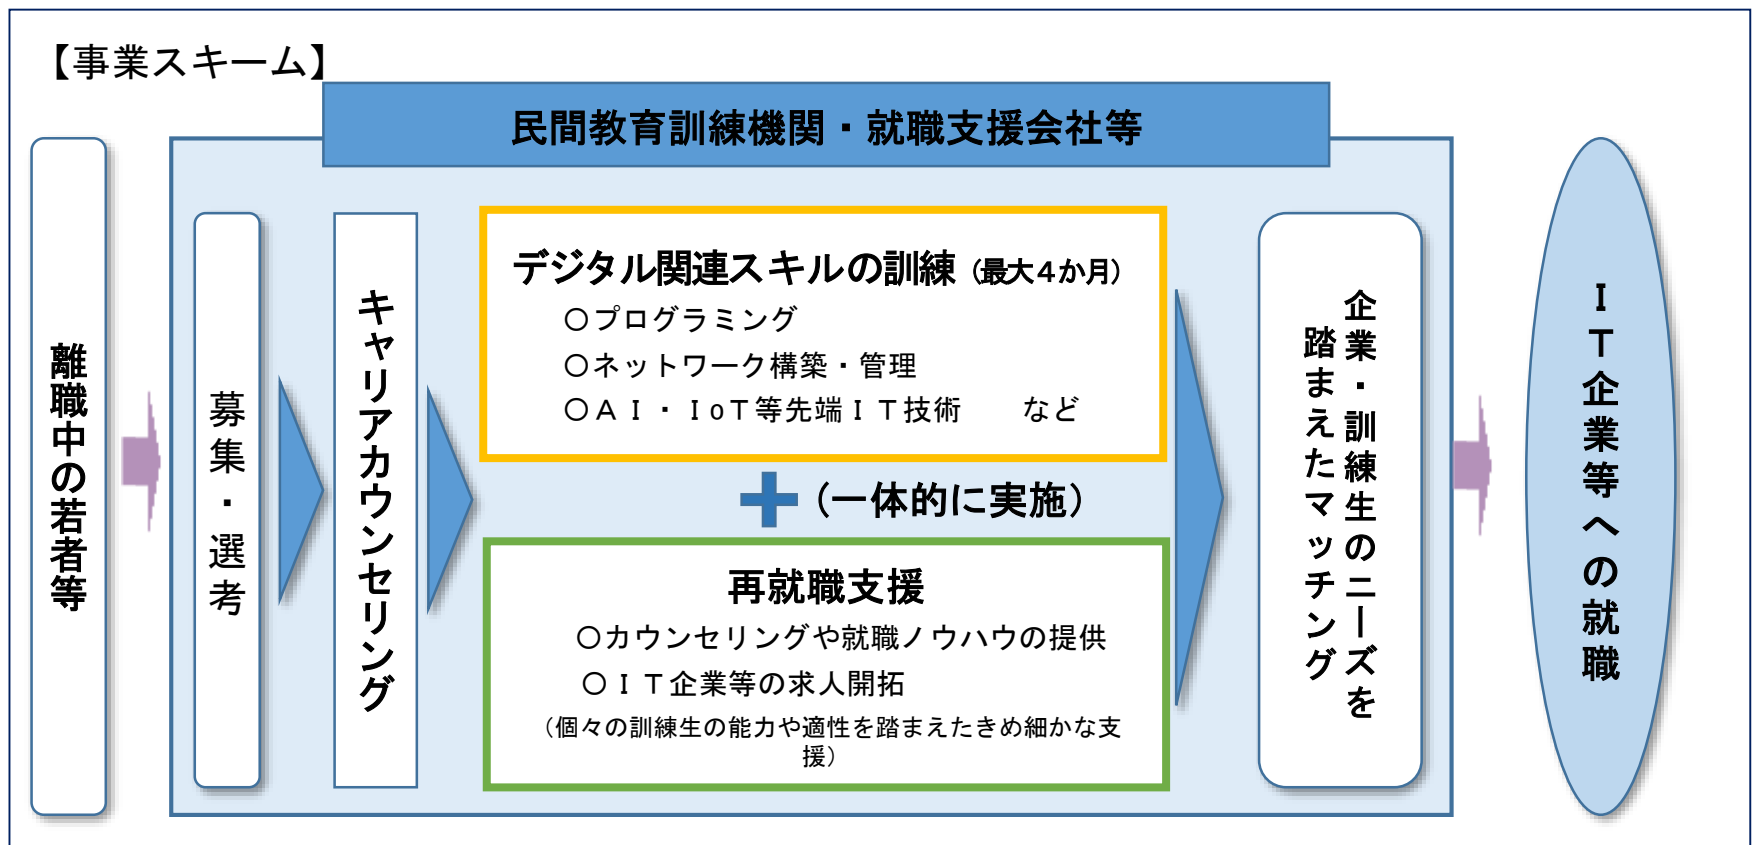 【事業スキーム】
民間教育訓練機関・就職支援会社等
離職中の若者等
募集・選考
キャリアカウンセリング
デジタル関連スキルの訓練（最大４か月）
〇プログラミング
〇ネットワーク構築・管理
〇ＡＩ・ＩoＴ等先端ＩＴ技術　　など
（一体的に実施）
再就職支援
〇カウンセリングや就職ノウハウの提供
〇ＩＴ企業等の求人開拓
（個々の訓練生の能力や適性を踏まえたきめ細かな支
援）
企業・訓練生のニーズを
踏まえたマッチング
ＩＴ企業等への就職